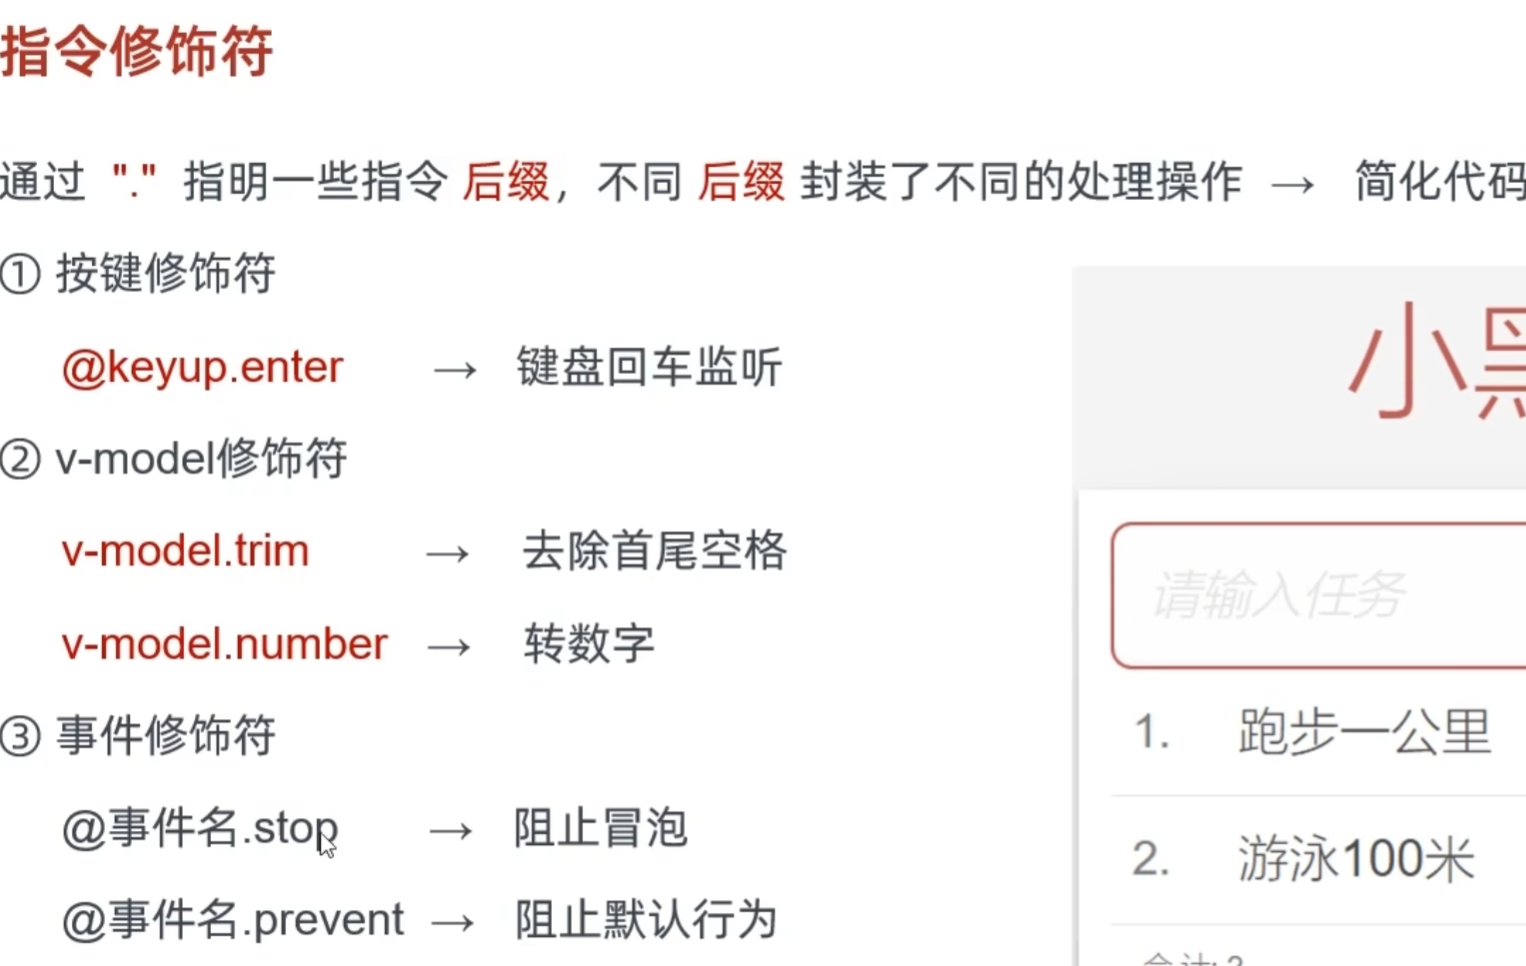 指令修饰符
通过 "." 指明一些指令 后缀，不同 后缀 封装了不同的处理操作 → 简化代码
① 按键修饰符
@keyup.enter → 键盘回车监听
② v-model修饰符
v-model.trim → 去除首尾空格
v-model.number → 转数字
③ 事件修饰符
@事件名.stop → 阻止冒泡
@事件名.prevent → 阻止默认行为
小黑
请输入任务
1. 跑步一公里
2. 游泳100米